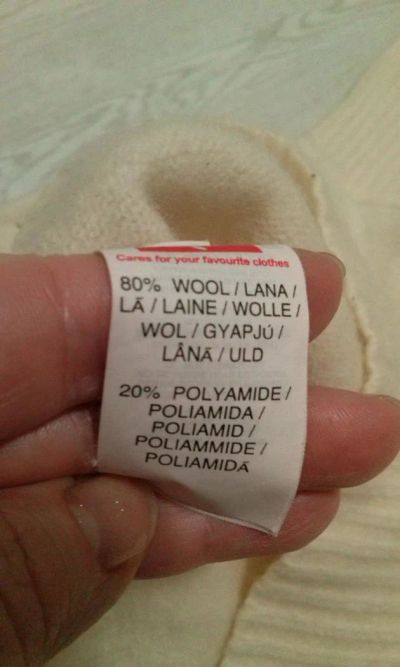 Cares for your favourite clothes
80% WOOL / LANA /
LÃ / LAINE / WOLLE /
WOL / GYAPJÚ /
LÂNĂ / ULD
20% POLYAMIDE /
POLIAMIDA /
POLIAMID /
POLIAMMIDE /
POLIAMIDĂ